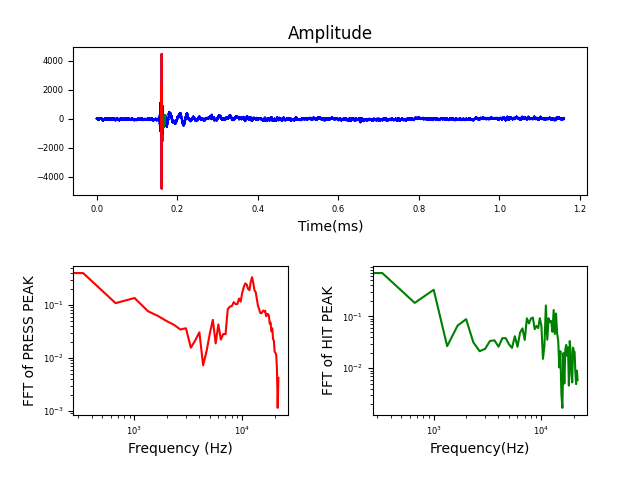 Amplitude
4000
2000
0
−2000
−4000
0.0 0.2 0.4 0.6 0.8 1.0 1.2
Time(ms)
FFT of PRESS PEAK
10⁻¹
10⁻²
10⁻³
10³ 10⁴
Frequency (Hz)
FFT of HIT PEAK
10⁻¹
10⁻²
10³ 10⁴
Frequency(Hz)